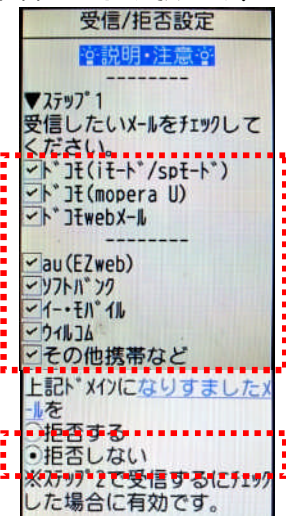 受信/拒否設定
説明・注意
--------
▼ｽﾃｯﾌﾟ1
受信したいﾒｰﾙをﾁｪｯｸして
ください。
ﾄﾞｺﾓ(iﾓｰﾄﾞ/spﾓｰﾄﾞ)
ﾄﾞｺﾓ(mopera U)
ﾄﾞｺﾓwebﾒｰﾙ
--------
au(EZweb)
ｿﾌﾄﾊﾞﾝｸ
ｲｰ・ﾓﾊﾞｲﾙ
ｳｨﾙｺﾑ
その他携帯など
上記ﾄﾞﾒｲﾝになりすましたﾒ
ｰﾙを
拒否する
拒否しない
※ｽﾃｯﾌﾟ2で受信するにﾁｪｯｸ
した場合に有効です。